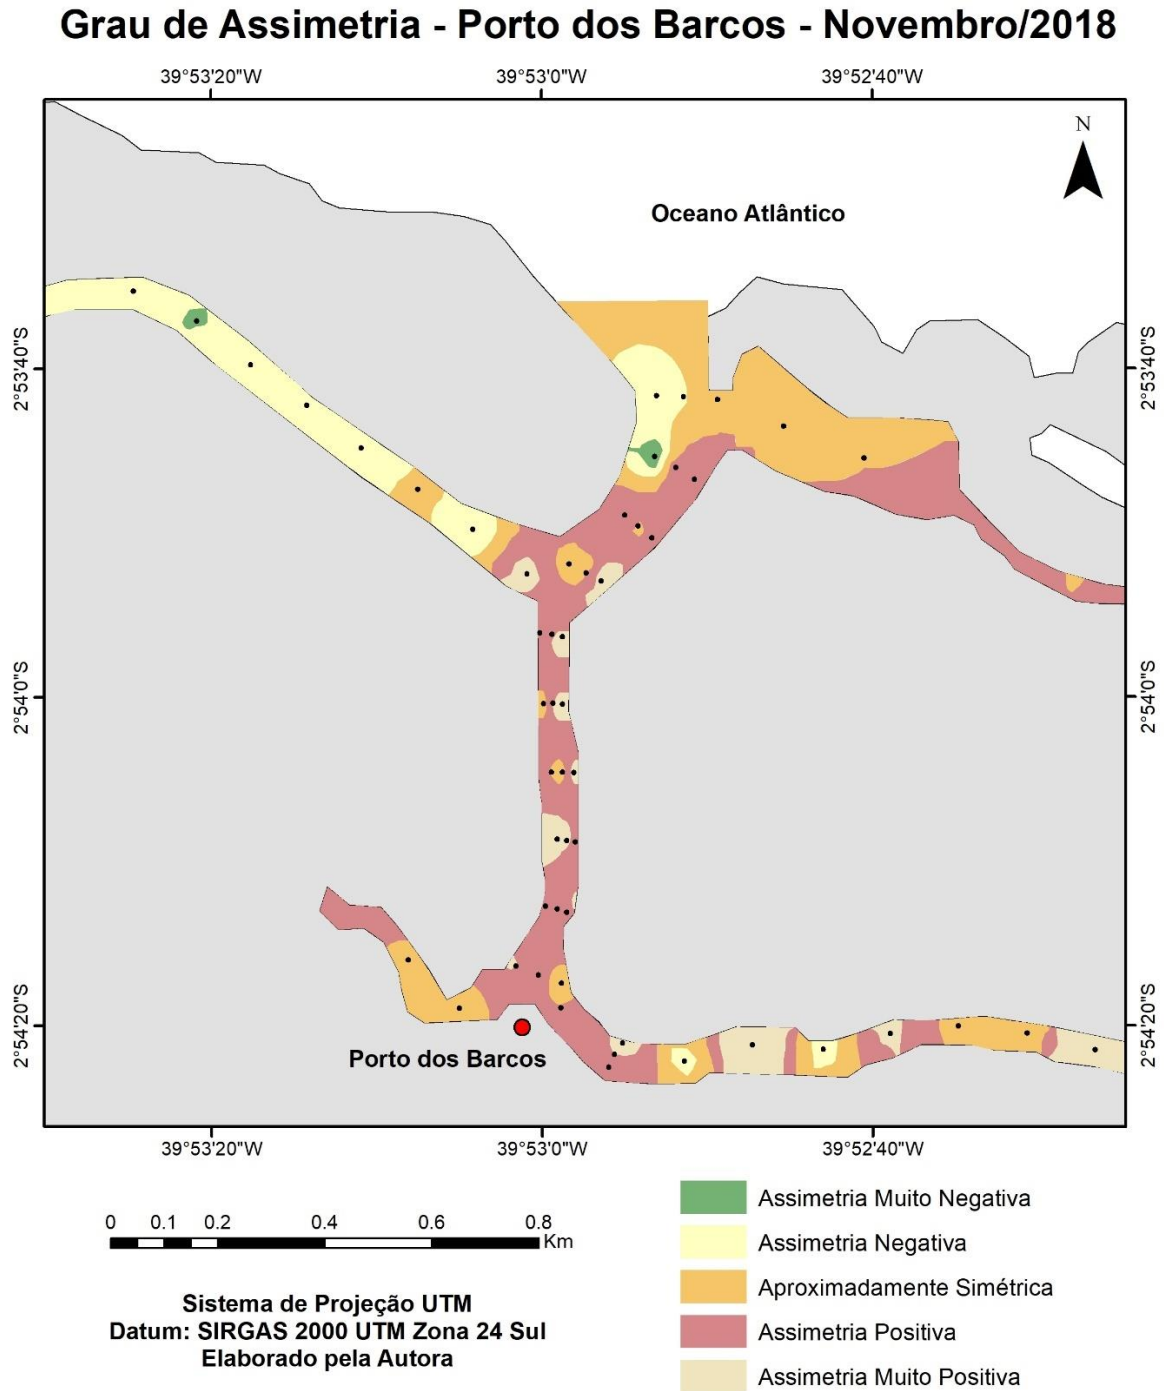 Grau de Assimetria - Porto dos Barcos - Novembro/2018
39°53'20"W 39°53'0"W 39°52'40"W
N
Oceano Atlântico
2°53'40"S 2°53'40"S
2°54'0"S 2°54'0"S
2°54'20"S 2°54'20"S
Porto dos Barcos
39°53'20"W 39°53'0"W 39°52'40"W
0 0.1 0.2 0.4 0.6 0.8
Km
Sistema de Projeção UTM
Datum: SIRGAS 2000 UTM Zona 24 Sul
Elaborado pela Autora
Assimetria Muito Negativa
Assimetria Negativa
Aproximadamente Simétrica
Assimetria Positiva
Assimetria Muito Positiva